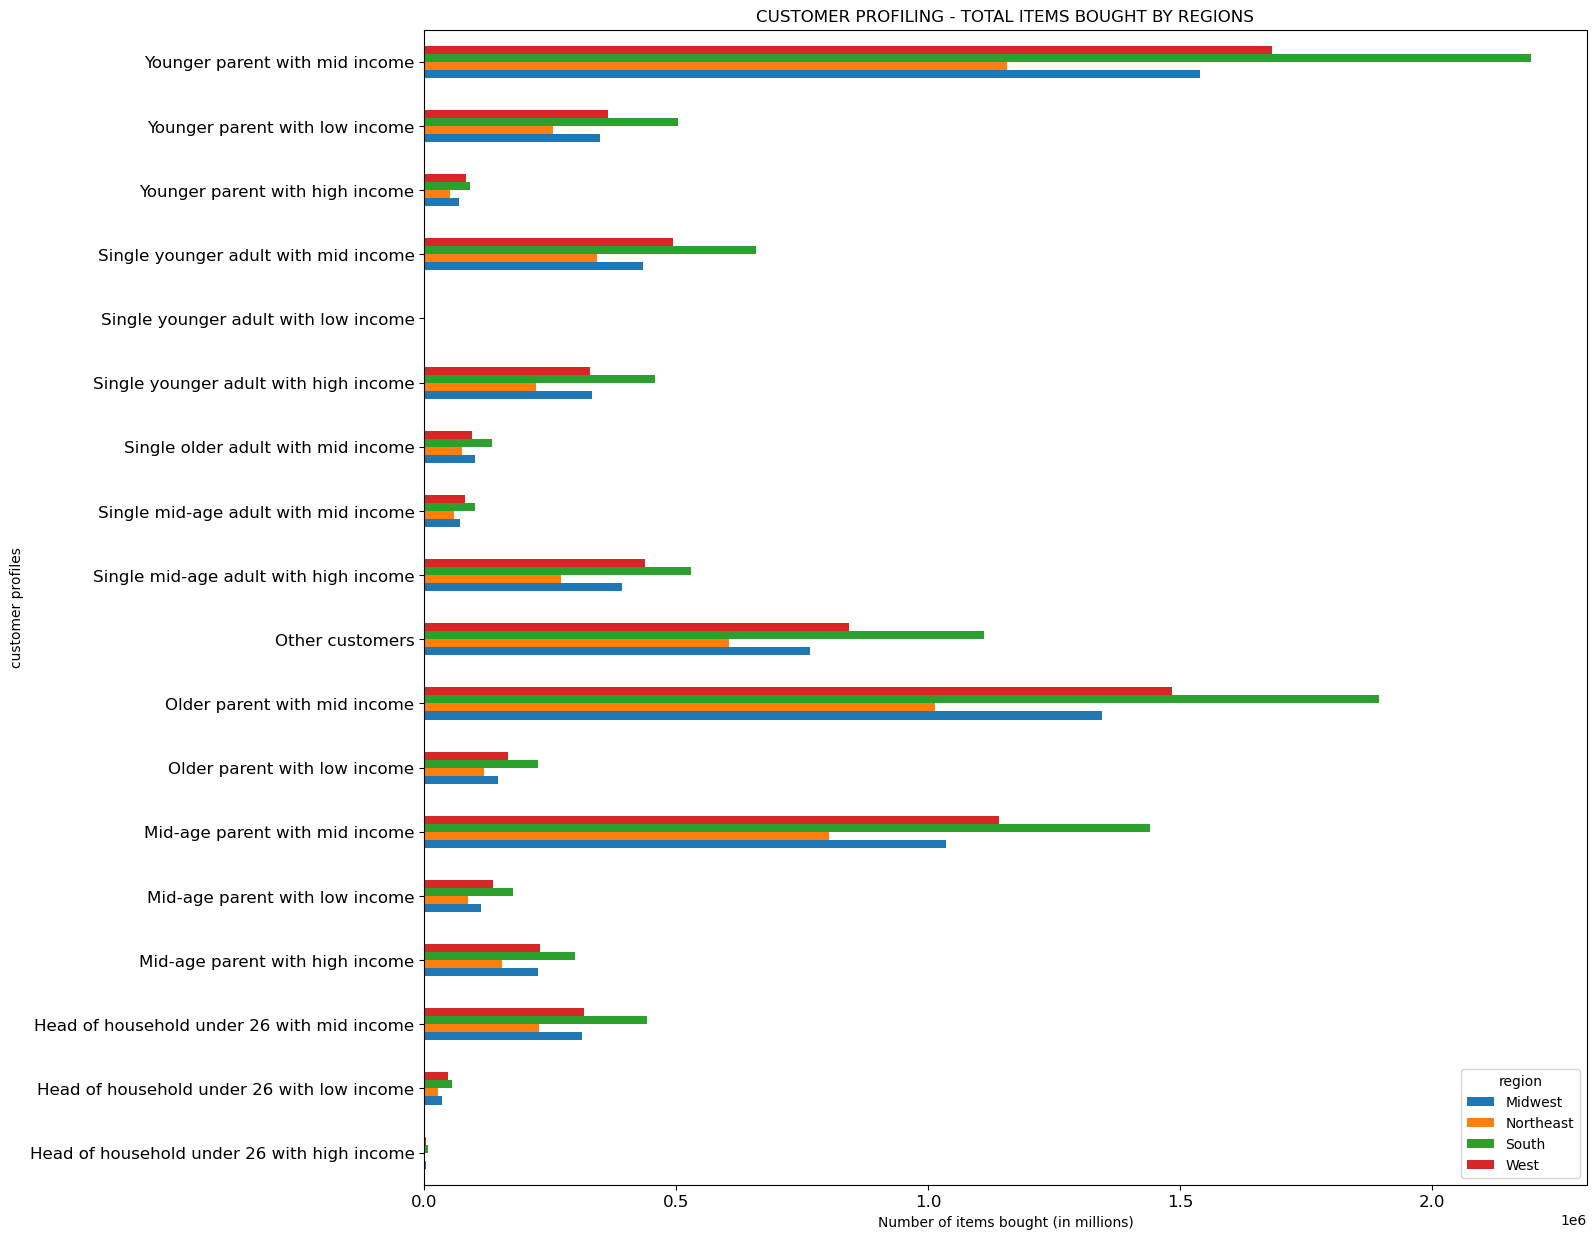 CUSTOMER PROFILING - TOTAL ITEMS BOUGHT BY REGIONS
customer profiles
Younger parent with mid income
Younger parent with low income
Younger parent with high income
Single younger adult with mid income
Single younger adult with low income
Single younger adult with high income
Single older adult with mid income
Single mid-age adult with mid income
Single mid-age adult with high income
Other customers
Older parent with mid income
Older parent with low income
Mid-age parent with mid income
Mid-age parent with low income
Mid-age parent with high income
Head of household under 26 with mid income
Head of household under 26 with low income
Head of household under 26 with high income
region
Midwest
Northeast
South
West
0.0 0.5 1.0 1.5 2.0
Number of items bought (in millions)
1e6